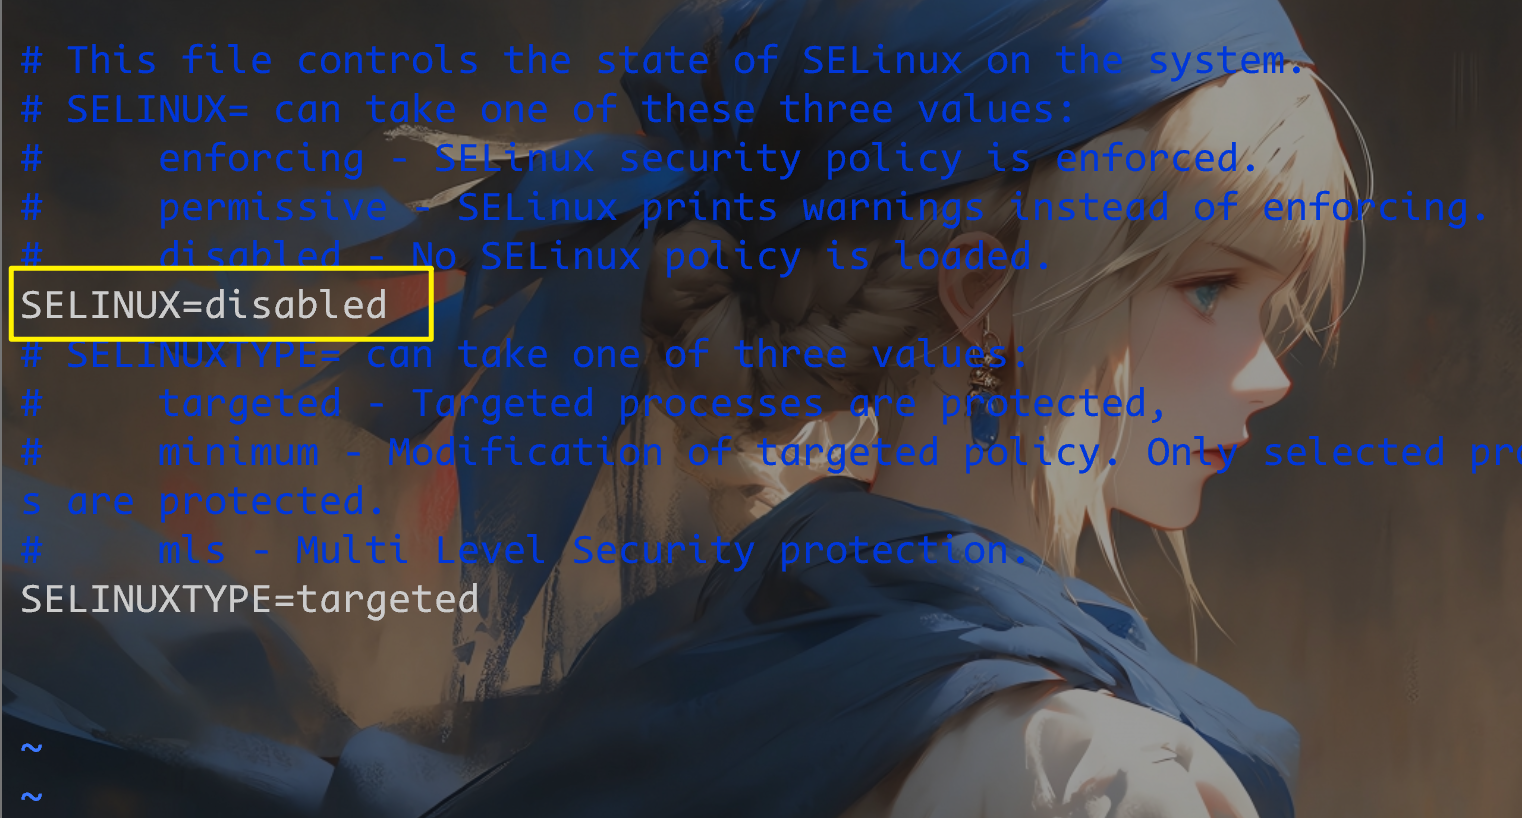 # This file controls the state of SELinux on the system.
# SELINUX= can take one of these three values:
#     enforcing - SELinux security policy is enforced.
#     permissive - SELinux prints warnings instead of enforcing.
#     disabled - No SELinux policy is loaded.
SELINUX=disabled
# SELINUXTYPE= can take one of three values:
#     targeted - Targeted processes are protected,
#     minimum - Modification of targeted policy. Only selected
s are protected.
#     mls - Multi Level Security protection.
SELINUXTYPE=targeted
~
~